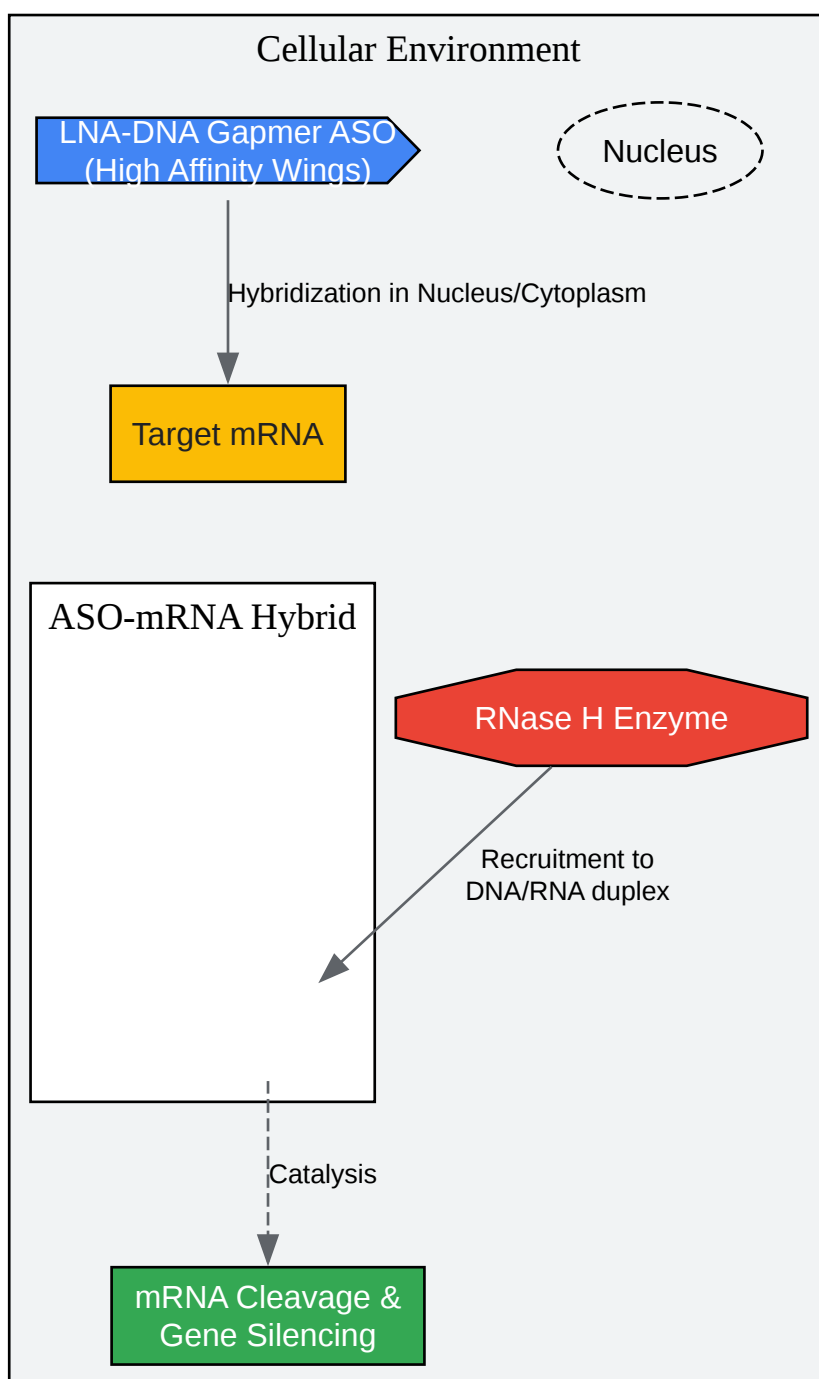 Cellular Environment
LNA-DNA Gapmer ASO
(High Affinity Wings)
Nucleus
Hybridization in Nucleus/Cytoplasm
Target mRNA
ASO-mRNA Hybrid
RNase H Enzyme
Recruitment to
DNA/RNA duplex
Catalysis
mRNA Cleavage &
Gene Silencing